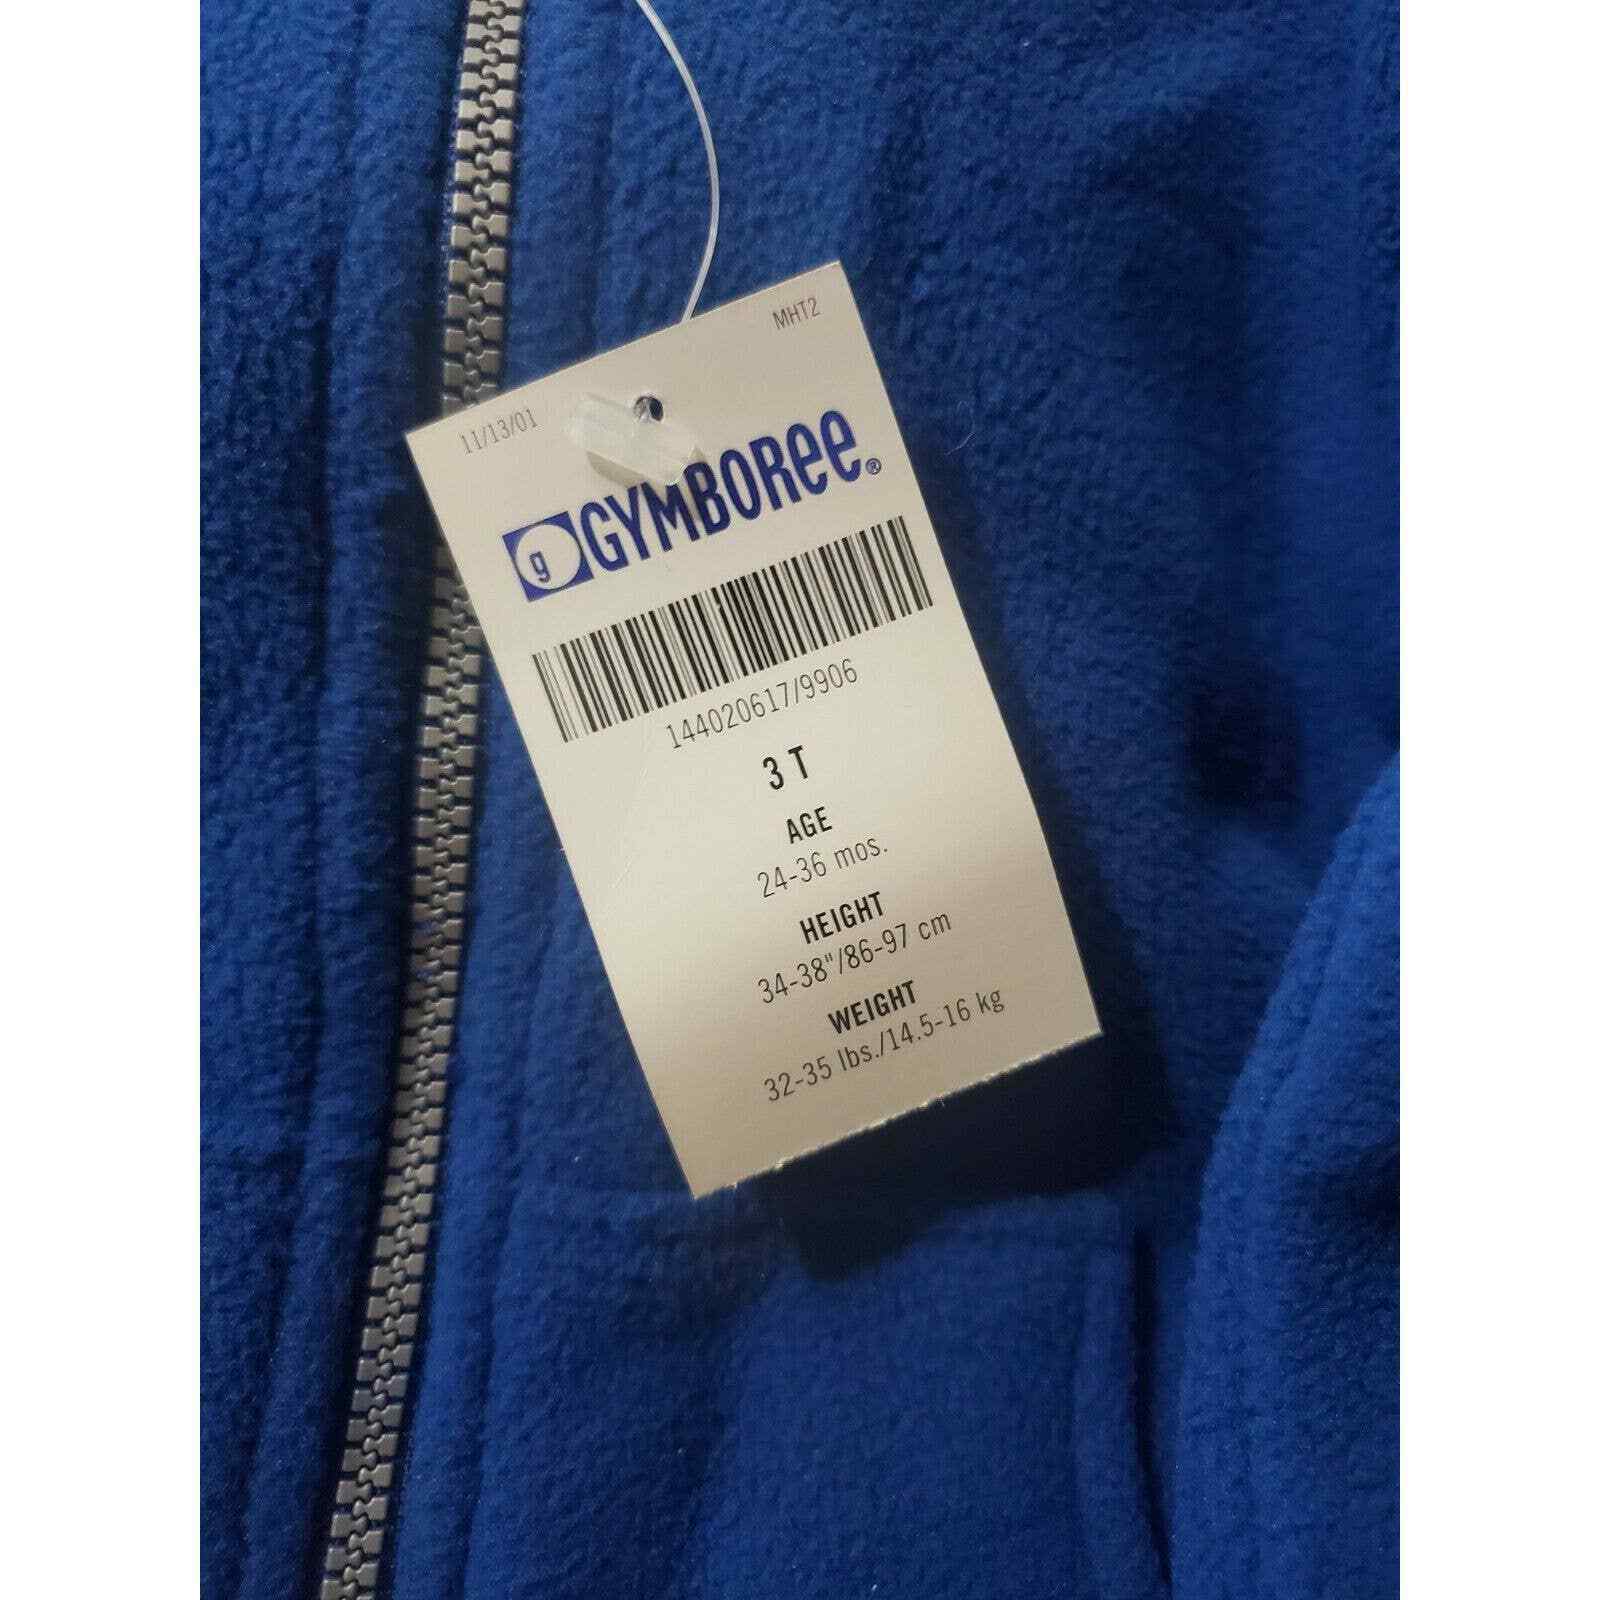 MHT2
11/13/01
g GYMBOREE®
144020617/9906
3 T
AGE
24-36 mos.
HEIGHT
34-38"/86-97 cm
WEIGHT
32-35 lbs./14.5-16 kg